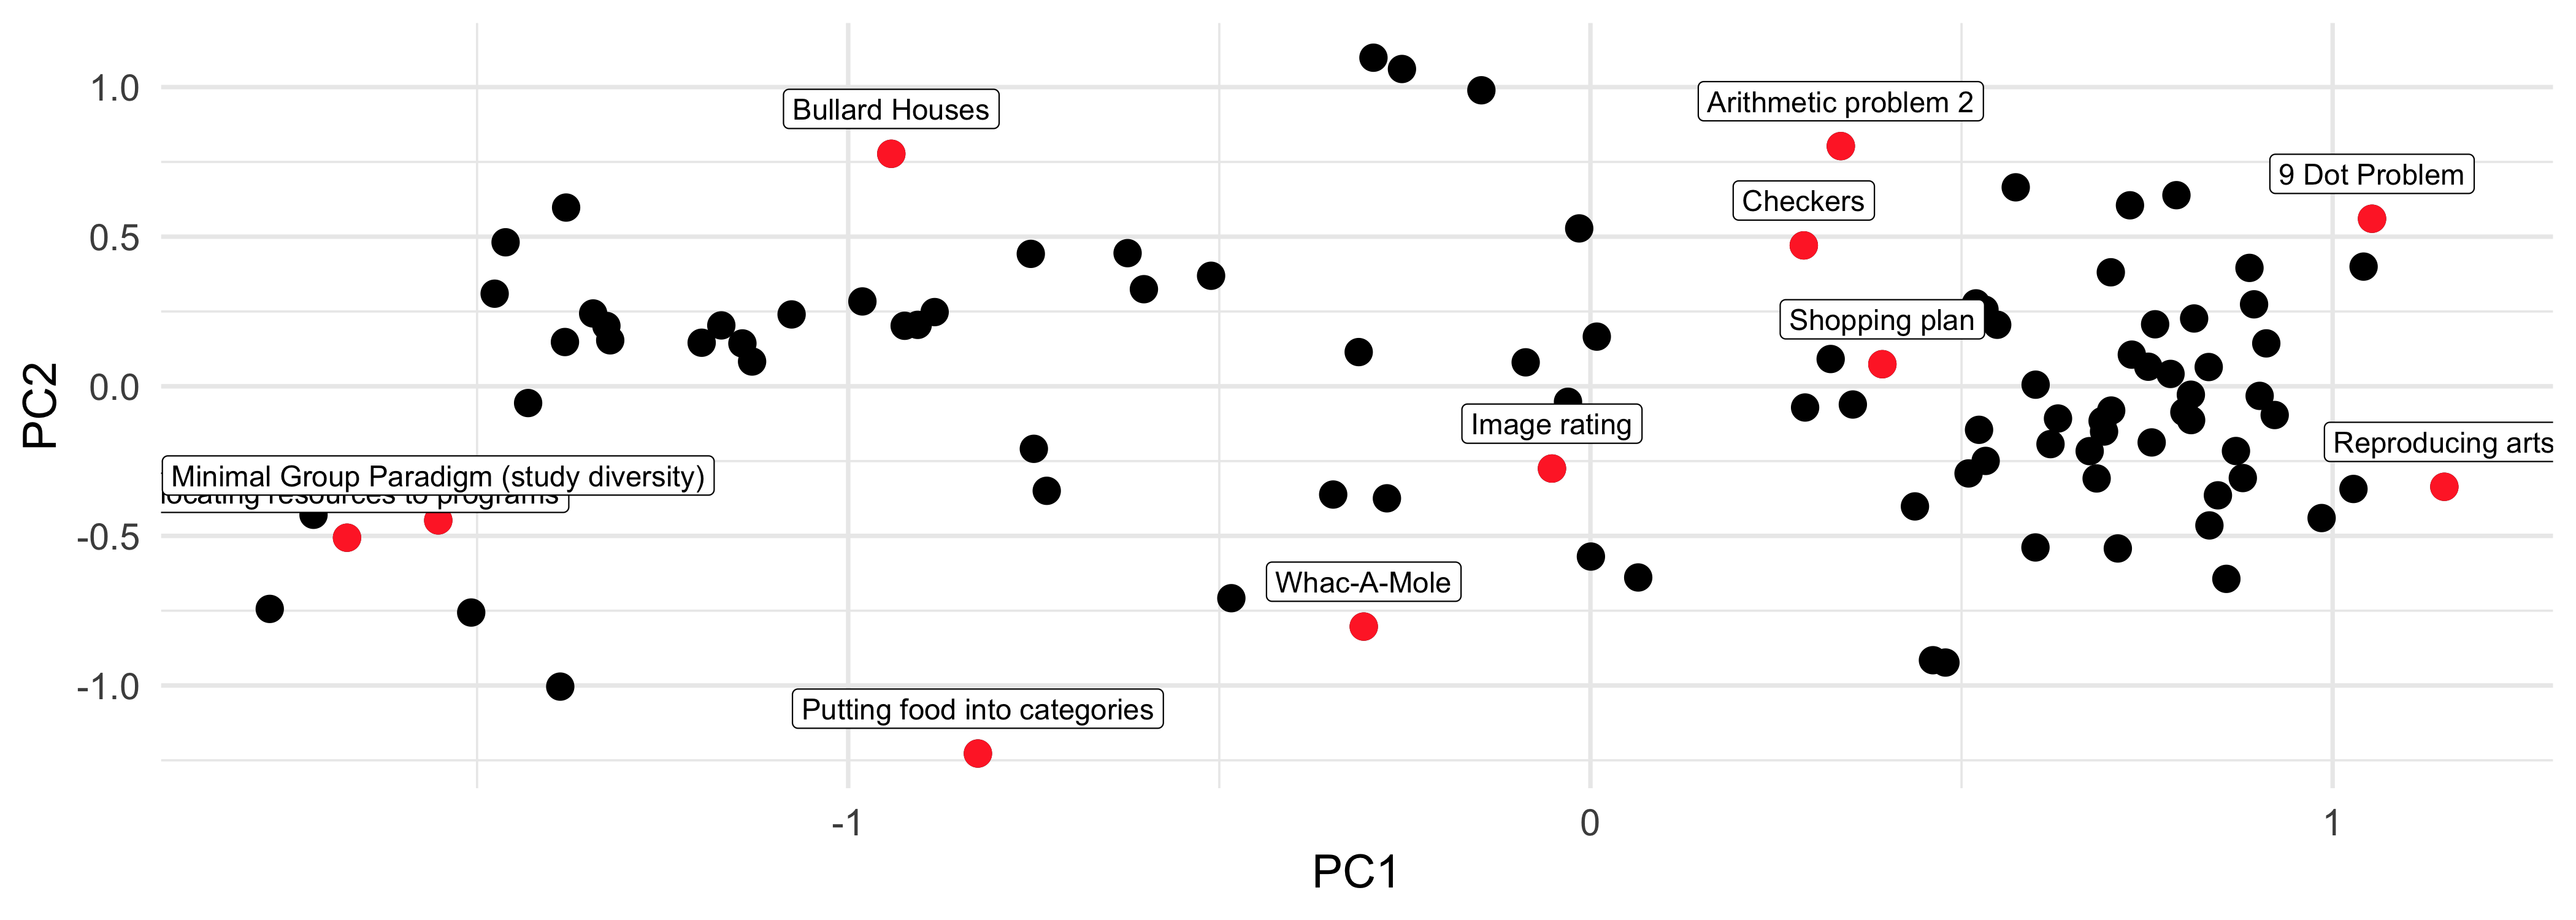 PC2
1.0
0.5
0.0
-0.5
-1.0
Bullard Houses
Arithmetic problem 2
9 Dot Problem
Checkers
Shopping plan
Image rating
Reproducing arts
Minimal Group Paradigm (study diversity)
locating resources to programs
Whac-A-Mole
Putting food into categories
-1
0
1
PC1